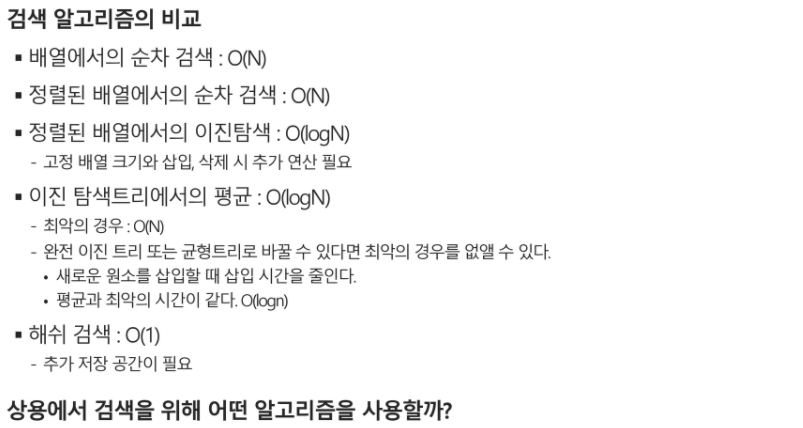 검색 알고리즘의 비교
▪ 배열에서의 순차 검색 : O(N)
▪ 정렬된 배열에서의 순차 검색 : O(N)
▪ 정렬된 배열에서의 이진탐색 : O(logN)
- 고정 배열 크기와 삽입, 삭제 시 추가 연산 필요
▪ 이진 탐색트리에서의 평균 : O(logN)
- 최악의 경우 : O(N)
- 완전 이진 트리 또는 균형트리로 바꿀 수 있다면 최악의 경우를 없앨 수 있다.
• 새로운 원소를 삽입할 때 삽입 시간을 줄인다.
• 평균과 최악의 시간이 같다. O(logn)
▪ 해쉬 검색 : O(1)
- 추가 저장 공간이 필요
상용에서 검색을 위해 어떤 알고리즘을 사용할까?